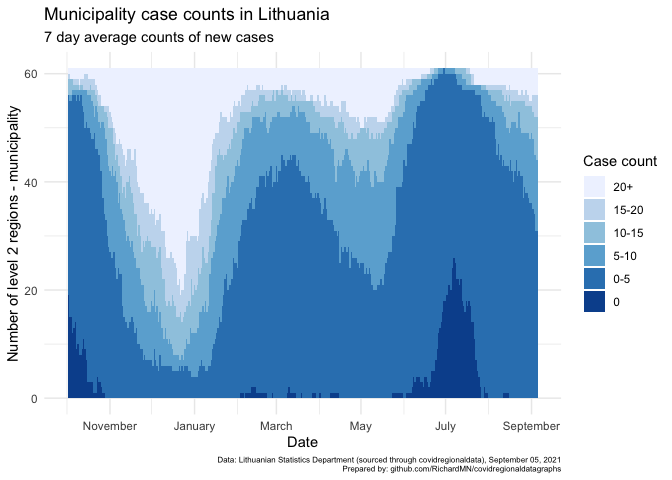 Municipality case counts in Lithuania
7 day average counts of new cases
Number of level 2 regions - municipality
60
40
20
0
November
January
March
May
July
September
Date
Case count
20+
15-20
10-15
5-10
0-5
0
Data: Lithuanian Statistics Department (sourced through covidregionaldata), September 05, 2021
Prepared by: github.com/RichardMN/covidregionaldatagraphs